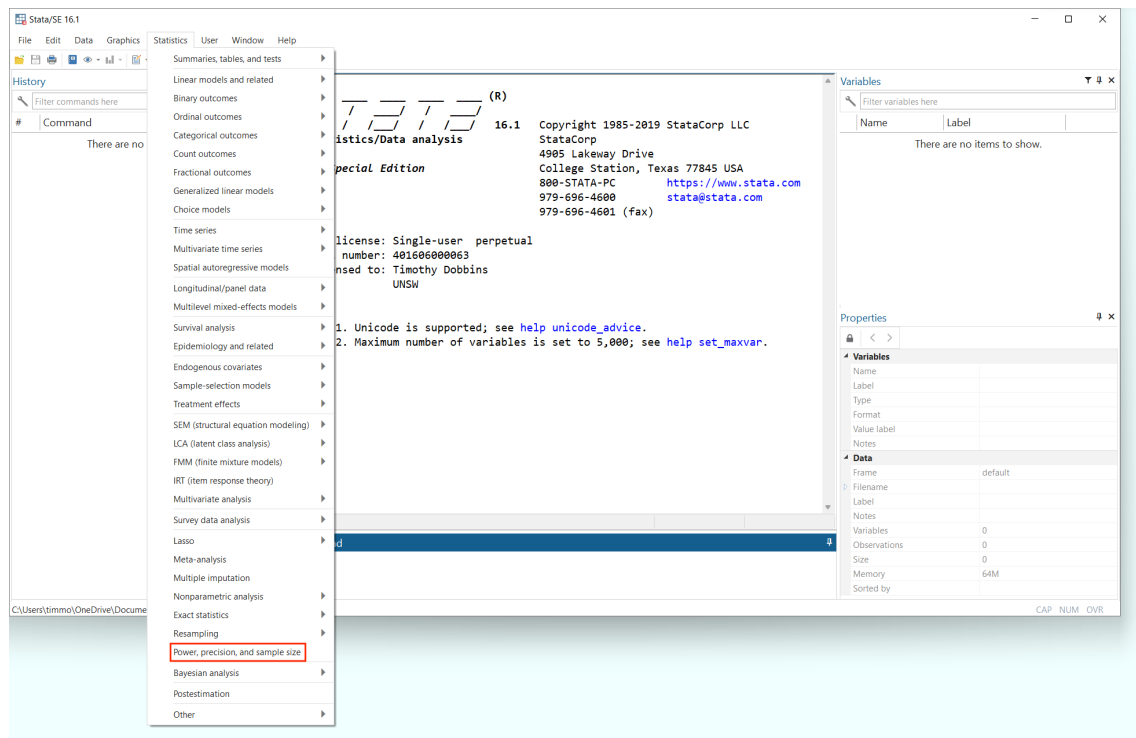 Stata/SE 16.1
File Edit Data Graphics Statistics User Window Help
History
Filter commands here
# Command
There are no
Summaries, tables, and tests
Linear models and related
Binary outcomes
Ordinal outcomes
Categorical outcomes
Count outcomes
Fractional outcomes
Generalized linear models
Choice models
Time series
Multivariate time series
Spatial autoregressive models
Longitudinal/panel data
Multilevel mixed-effects models
Survival analysis
Epidemiology and related
Endogenous covariates
Sample-selection models
Treatment effects
SEM (structural equation modeling)
LCA (latent class analysis)
FMM (finite mixture models)
IRT (item response theory)
Multivariate analysis
Survey data analysis
Lasso
Meta-analysis
Multiple imputation
Nonparametric analysis
Exact statistics
Resampling
Power, precision, and sample size
Bayesian analysis
Postestimation
Other
(R)
16.1 Copyright 1985-2019 StataCorp LLC
istics/Data analysis StataCorp
4905 Lakeway Drive
pecial Edition College Station, Texas 77845 USA
800-STATA-PC https://www.stata.com
979-696-4600 stata@stata.com
979-696-4601 (fax)
license: Single-user perpetual
number: 401606000063
nsed to: Timothy Dobbins
UNSW
1. Unicode is supported; see help unicode_advice.
2. Maximum number of variables is set to 5,000; see help set_maxvar.
d
Variables
Filter variables here
Name Label
There are no items to show.
Properties
Variables
Name
Label
Type
Format
Value label
Notes
Data
Frame default
Filename
Label
Notes
Variables 0
Observations 0
Size 0
Memory 64M
Sorted by
C:\Users\timmo\OneDrive\Docume
CAP NUM OVR